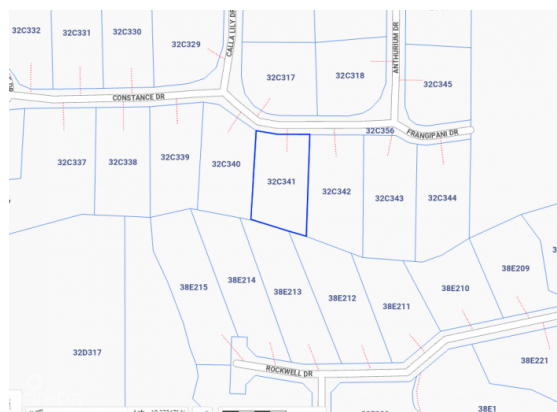 32C332
32C331
32C330
32C329
CALLA LILY DR
32C317
32C318
ANTHURIUM DR
32C345
CONSTANCE DR
32C356
FRANGIPANI DR
32C337
32C338
32C339
32C340
32C341
32C342
32C343
32C344
38E215
38E214
38E213
38E212
38E211
38E210
38E209
32D317
ROCKWELL DR
38E221
38E1